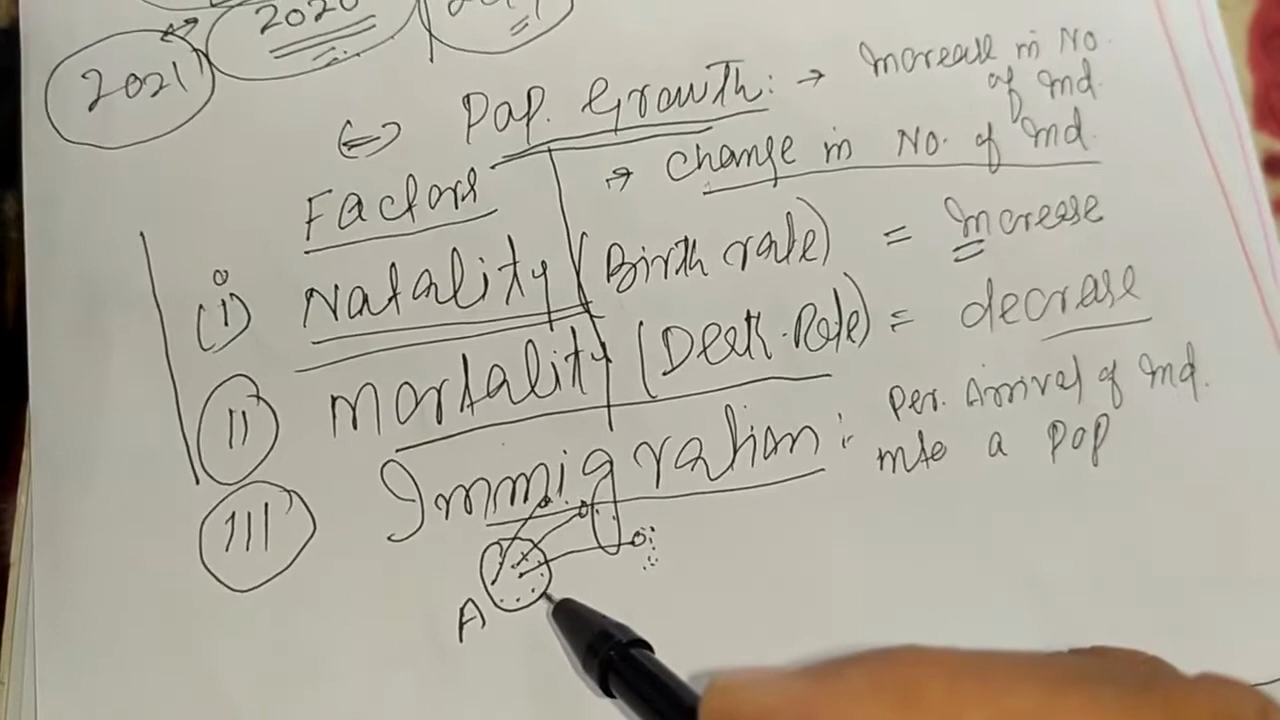 2020
2021
Pop. Growth : → Increase in No. of Ind.
→ Change in No. of Ind.
Factors
(i) Natality (Birth rate) = Increase
II Mortality (Death. Rate) = decrase
III Immigration : Per. Arrival of Ind. into a Pop
A